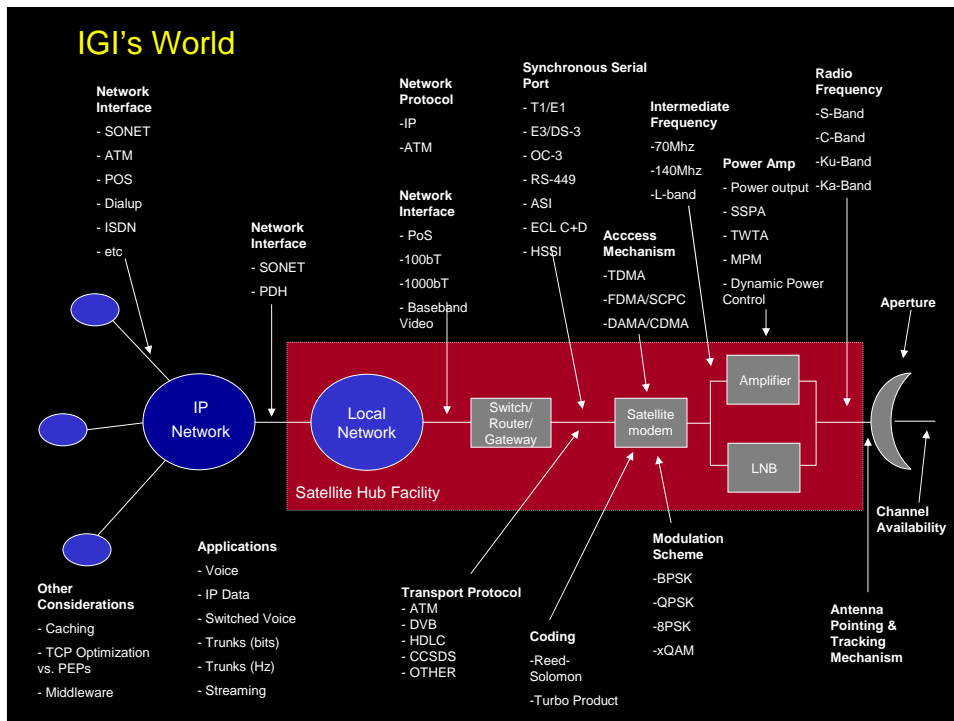 IGI's World
Network
Interface
- SONET
- ATM
- POS
- Dialup
- ISDN
- etc
Network
Interface
- SONET
- PDH
Network
Protocol
-IP
-ATM
Network
Interface
- PoS
- 100bT
- 1000bT
- Baseband
Video
Synchronous Serial
Port
- T1/E1
- E3/DS-3
- OC-3
- RS-449
- ASI
- ECL C+D
- HSSI
Acccess
Mechanism
-TDMA
-FDMA/SCPC
-DAMA/CDMA
Intermediate
Frequency
-70Mhz
-140Mhz
-L-band
Power Amp
- Power output
- SSPA
- TWTA
- MPM
- Dynamic Power
Control
Radio
Frequency
-S-Band
-C-Band
-Ku-Band
-Ka-Band
Aperture
IP
Network
Local
Network
Switch/
Router/
Gateway
Satellite
modem
Amplifier
LNB
Satellite Hub Facility
Channel
Availability
Other
Considerations
- Caching
- TCP Optimization
vs. PEPs
- Middleware
Applications
- Voice
- IP Data
- Switched Voice
- Trunks (bits)
- Trunks (Hz)
- Streaming
Transport Protocol
- ATM
- DVB
- HDLC
- CCSDS
- OTHER
Coding
-Reed-
Solomon
-Turbo Product
Modulation
Scheme
-BPSK
-QPSK
-8PSK
-xQAM
Antenna
Pointing &
Tracking
Mechanism